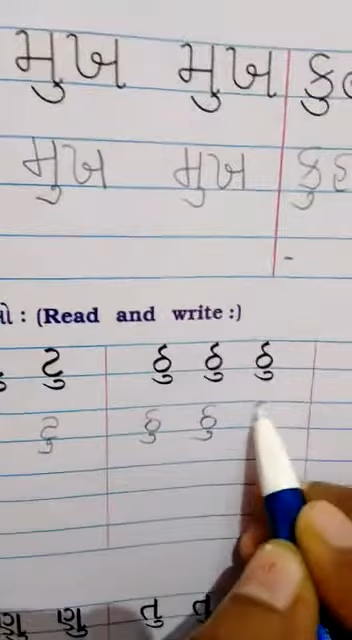 મુખ મુખ
મુખ મુખ
(Read and write:)
ટુ ઠુ ઠુ ઠુ
ટુ ઠુ ઠુ
ણુ ણુ તુ તુ